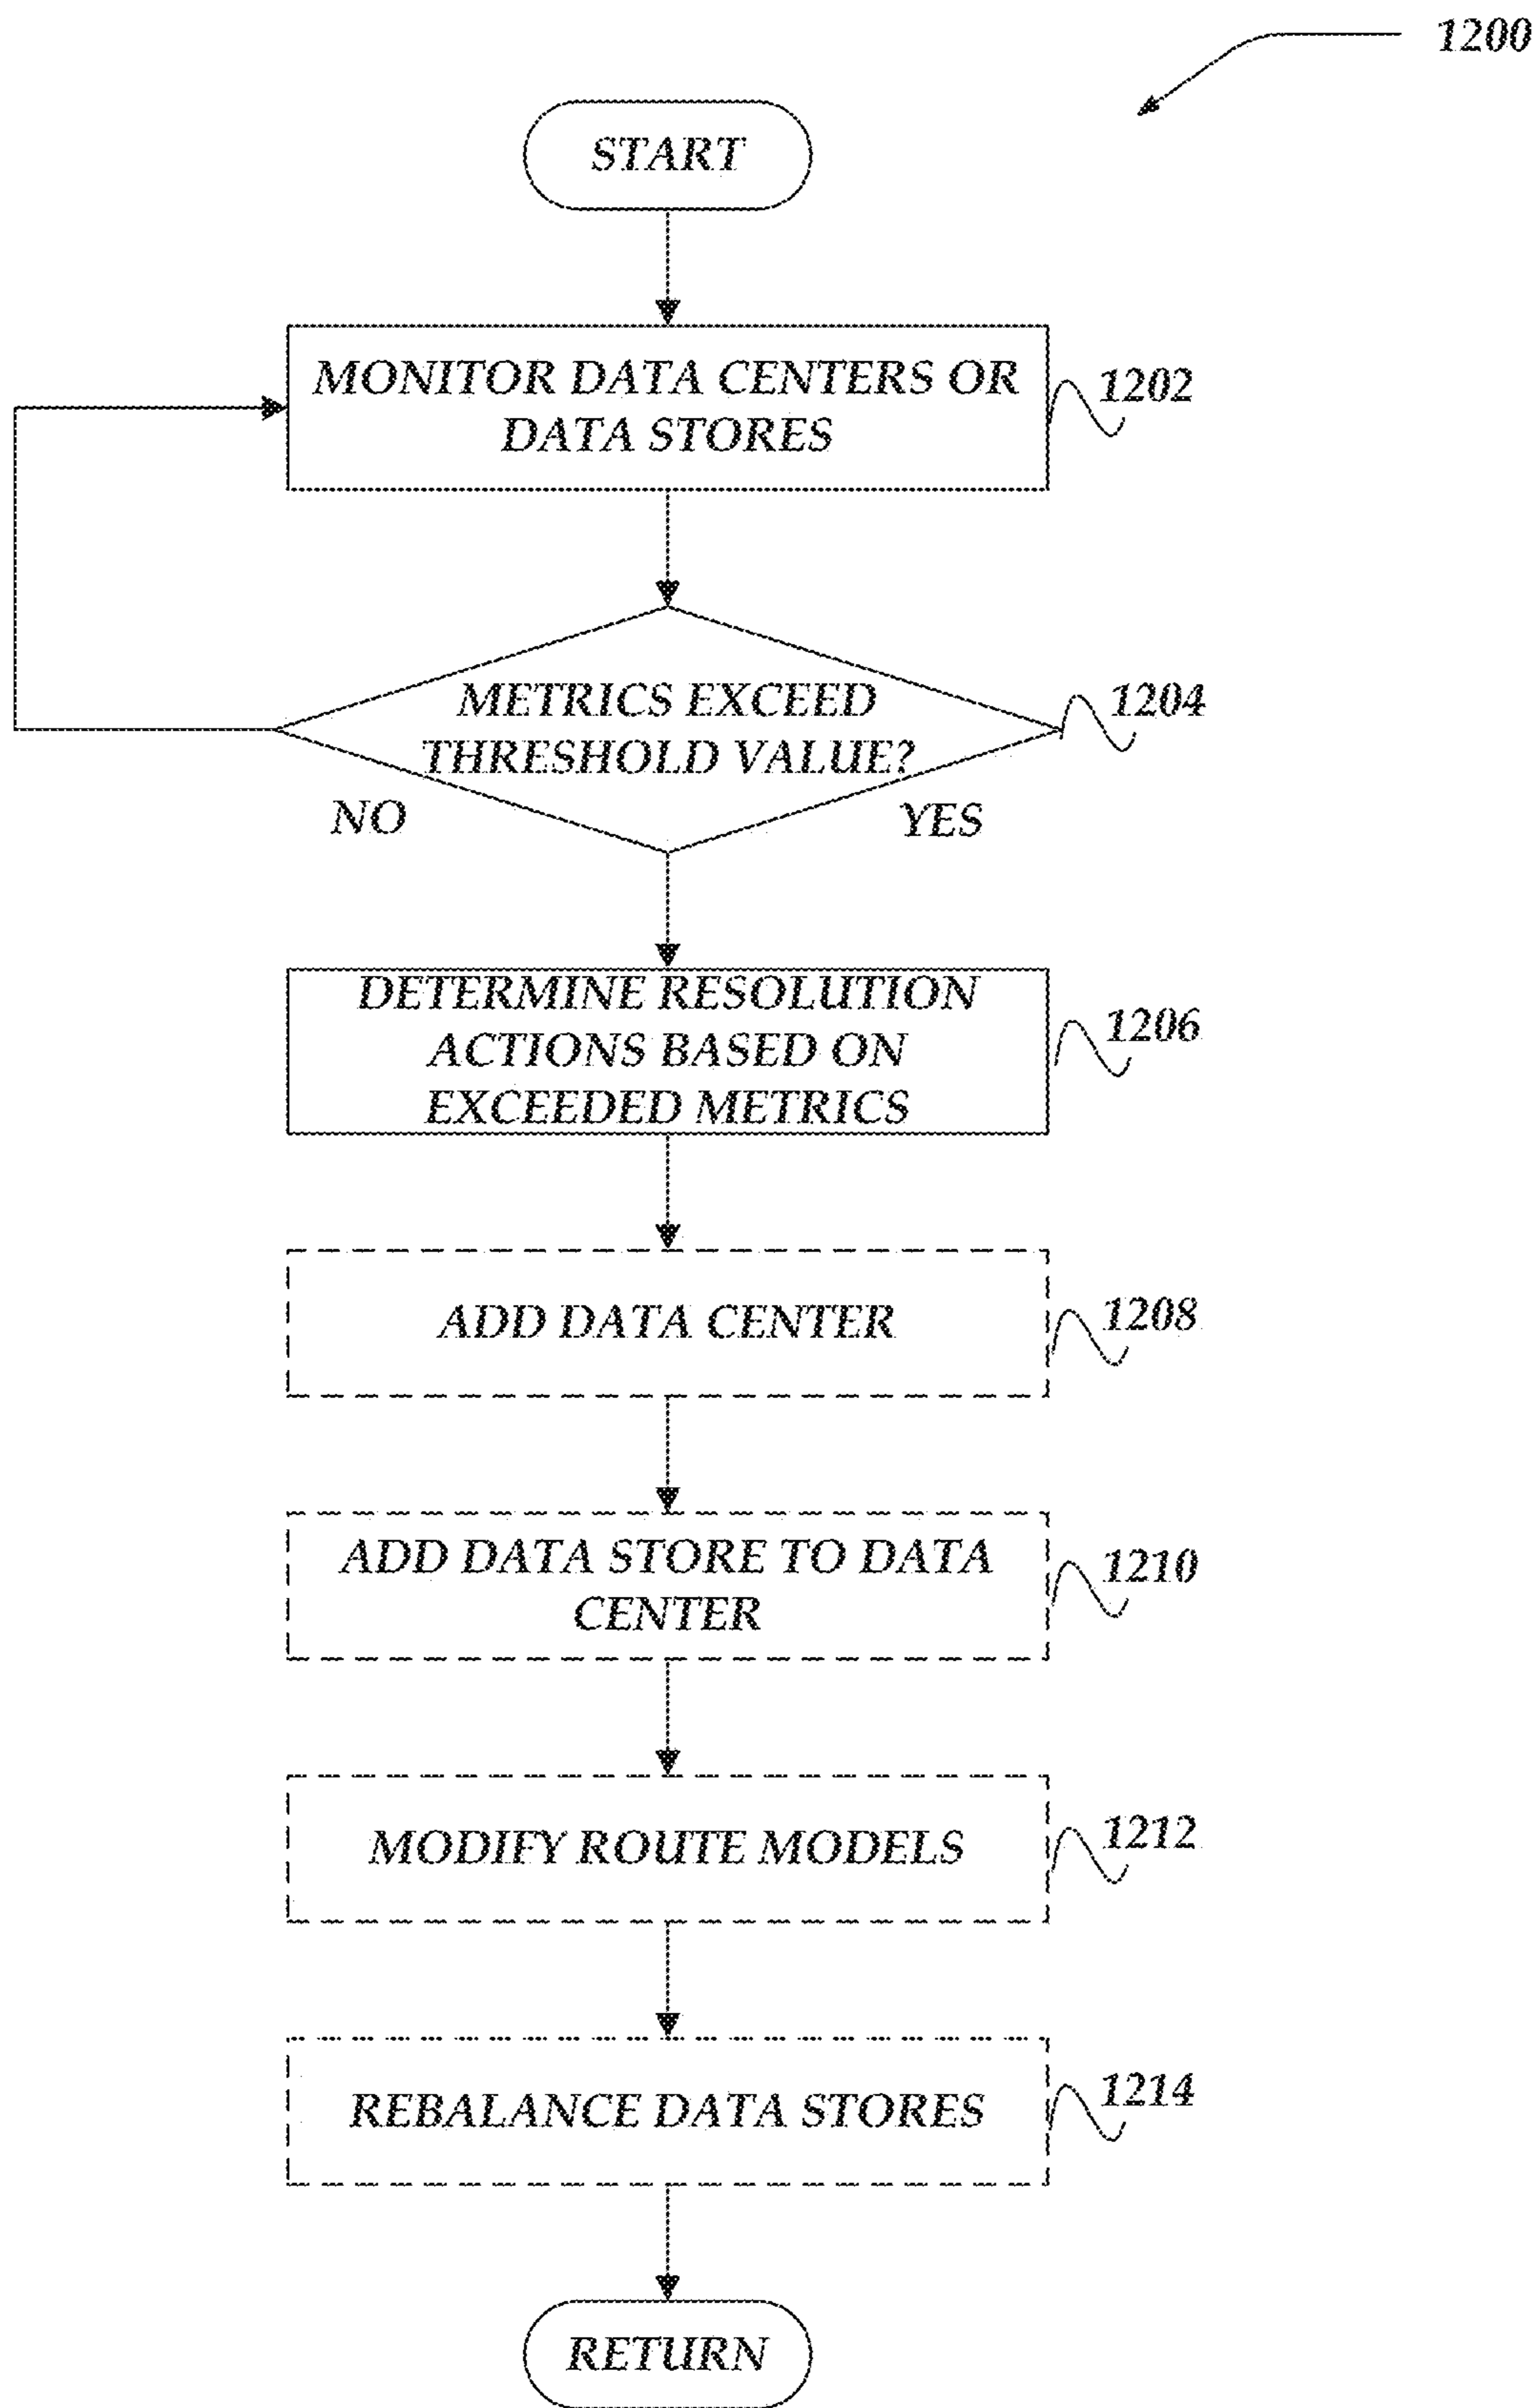 1200
START
MONITOR DATA CENTERS OR
DATA STORES
1202
METRICS EXCEED
THRESHOLD VALUE?
1204
NO
YES
DETERMINE RESOLUTION
ACTIONS BASED ON
EXCEEDED METRICS
1206
ADD DATA CENTER
1208
ADD DATA STORE TO DATA
CENTER
1210
MODIFY ROUTE MODELS
1212
REBALANCE DATA STORES
1214
RETURN